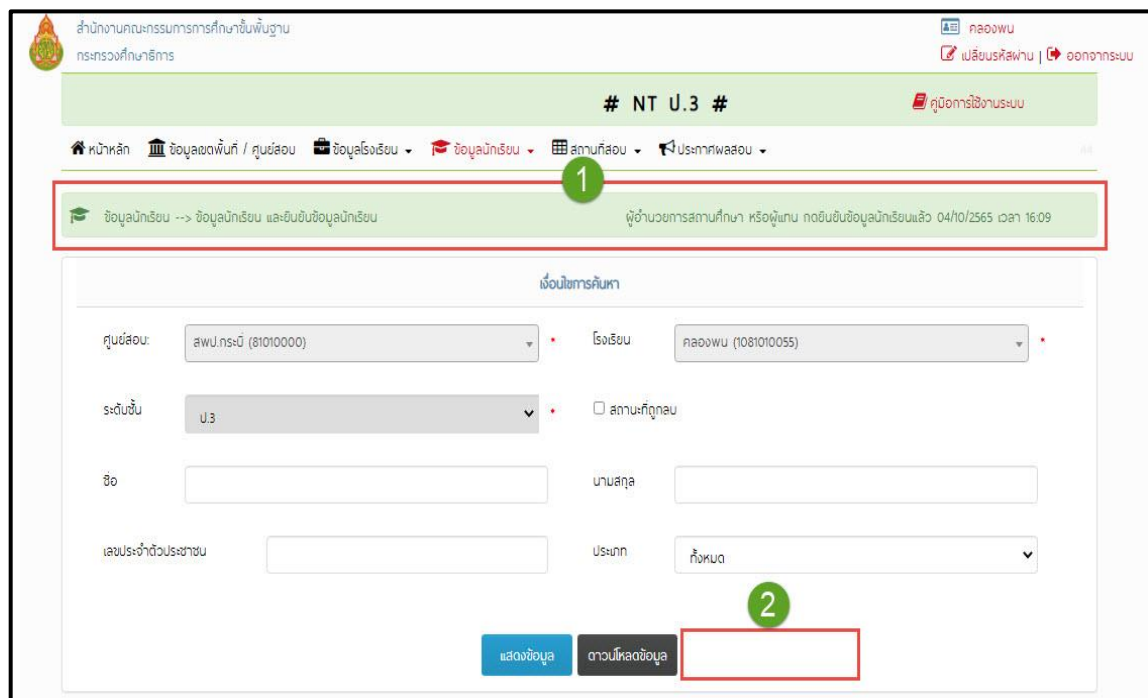 สำนักงานคณะกรรมการการศึกษาขั้นพื้นฐาน
กระทรวงศึกษาธิการ
คลองพน
เปลี่ยนรหัสผ่าน | ออกจากระบบ
# NT ป.3 #
คู่มือการใช้งานระบบ
หน้าหลัก ข้อมูลเขตพื้นที่ / ศูนย์สอบ ข้อมูลโรงเรียน ข้อมูลนักเรียน สถานที่สอบ ประกาศผลสอบ
1
ข้อมูลนักเรียน --> ข้อมูลนักเรียน และยืนยันข้อมูลนักเรียน ผู้อำนวยการสถานศึกษา หรือผู้แทน กดยืนยันข้อมูลนักเรียนแล้ว 04/10/2565 เวลา 16:09
เงื่อนไขการค้นหา
ศูนย์สอบ: สพป.กระบี่ (81010000) * โรงเรียน คลองพน (1081010055) *
ระดับชั้น ป.3 * สถานะที่ถูกลบ
ชื่อ นามสกุล
เลขประจำตัวประชาชน ประเภท ทั้งหมด
2
แสดงข้อมูล ดาวน์โหลดข้อมูล